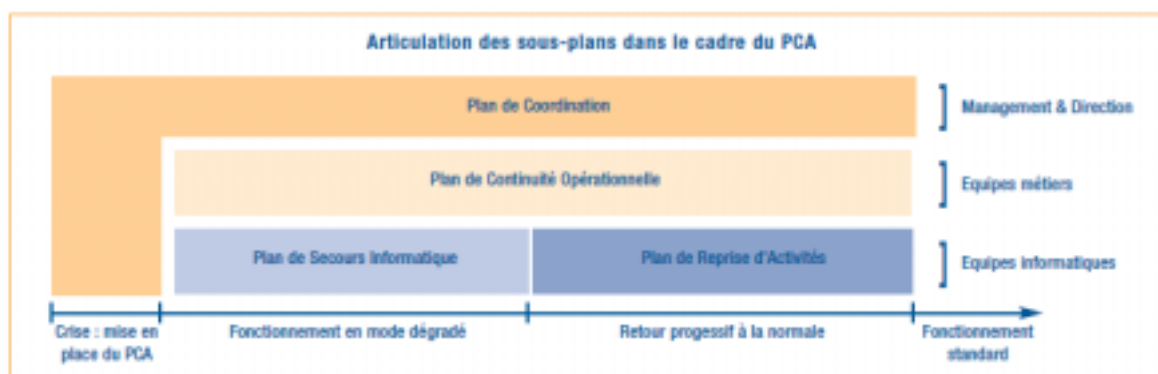 Articulation des sous-plans dans le cadre du PCA
Plan de Coordination
Management & Direction
Plan de Continuité Opérationnelle
Equipes métiers
Plan de Secours Informatique
Plan de Reprise d'Activités
Equipes informatiques
Crise : mise en
place du PCA
Fonctionnement en mode dégradé
Retour progessif à la normale
Fonctionnement
standard